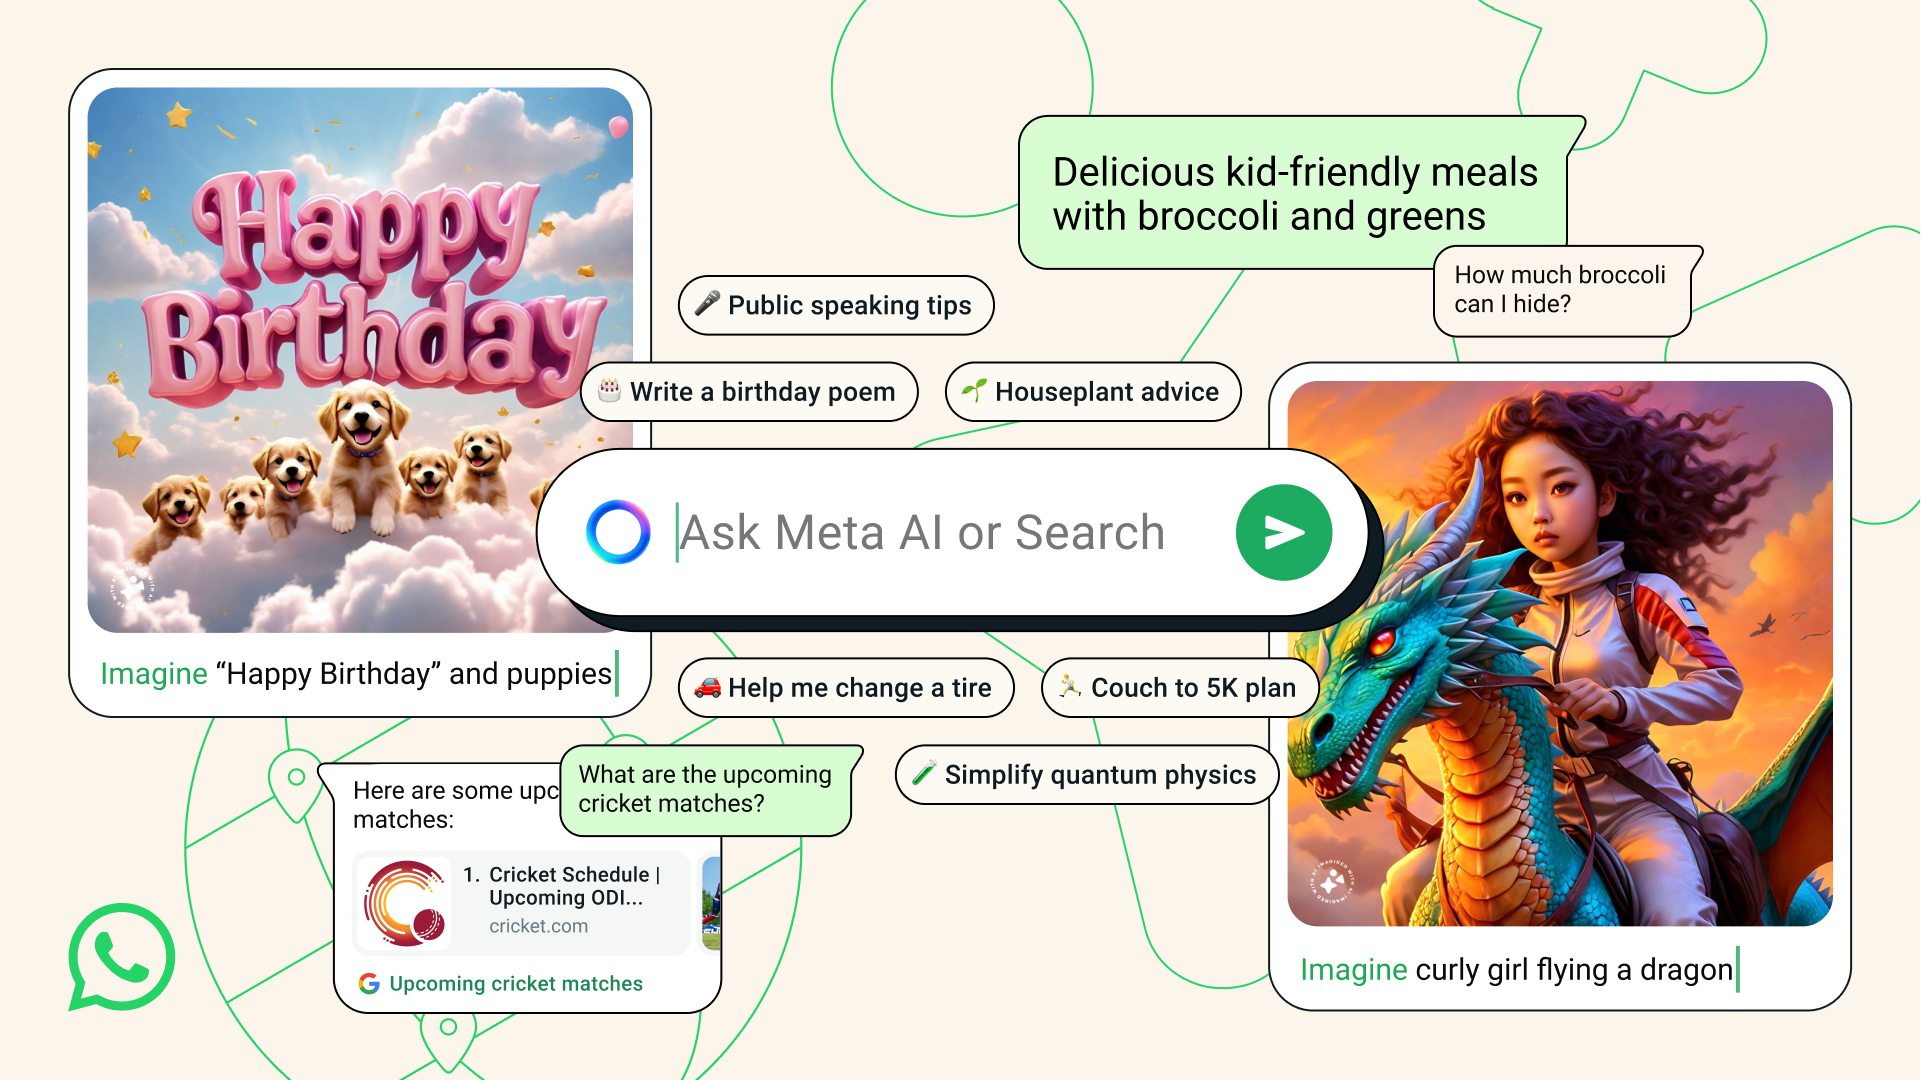 Happy
Birthday
Imagine “Happy Birthday” and puppies
Delicious kid-friendly meals
with broccoli and greens
How much broccoli
can I hide?
🎤 Public speaking tips
🎂 Write a birthday poem
🌱 Houseplant advice
Ask Meta AI or Search
🚗 Help me change a tire
🏃 Couch to 5K plan
🧪 Simplify quantum physics
What are the upcoming
cricket matches?
Here are some upc
matches:
1. Cricket Schedule |
Upcoming ODI...
cricket.com
G Upcoming cricket matches
IMAGINED WITH AI
Imagine curly girl flying a dragon